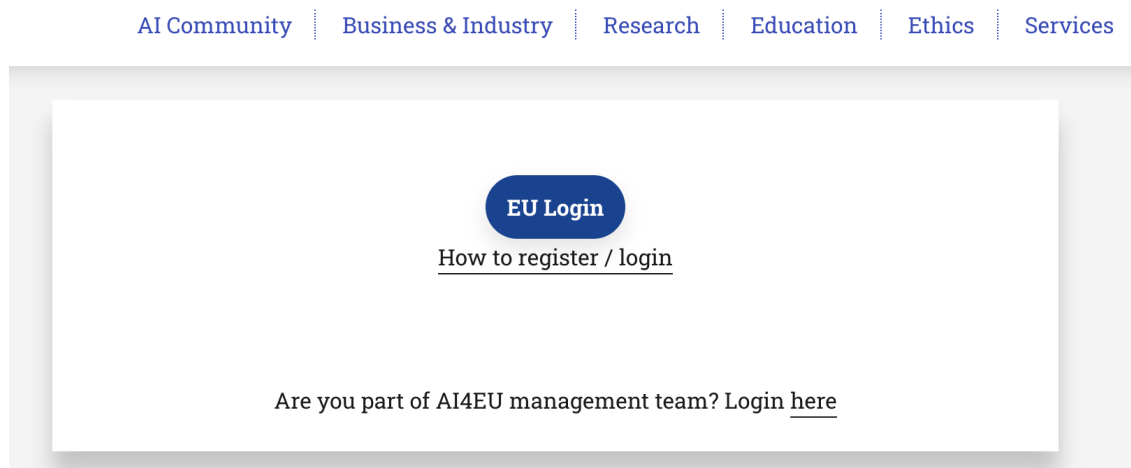 AI Community Business & Industry Research Education Ethics Services
EU Login
How to register / login
Are you part of AI4EU management team? Login here